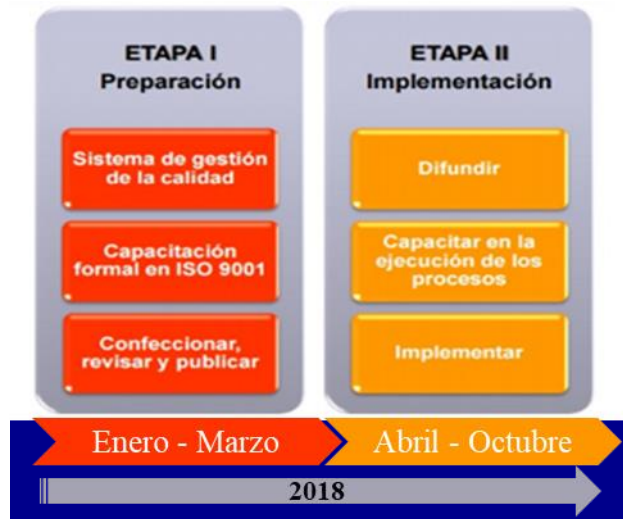 ETAPA I
Preparación
Sistema de gestión
de la calidad
Capacitación
formal en ISO 9001
Confeccionar,
revisar y publicar
ETAPA II
Implementación
Difundir
Capacitar en la
ejecución de los
procesos
Implementar
Enero - Marzo
Abril - Octubre
2018